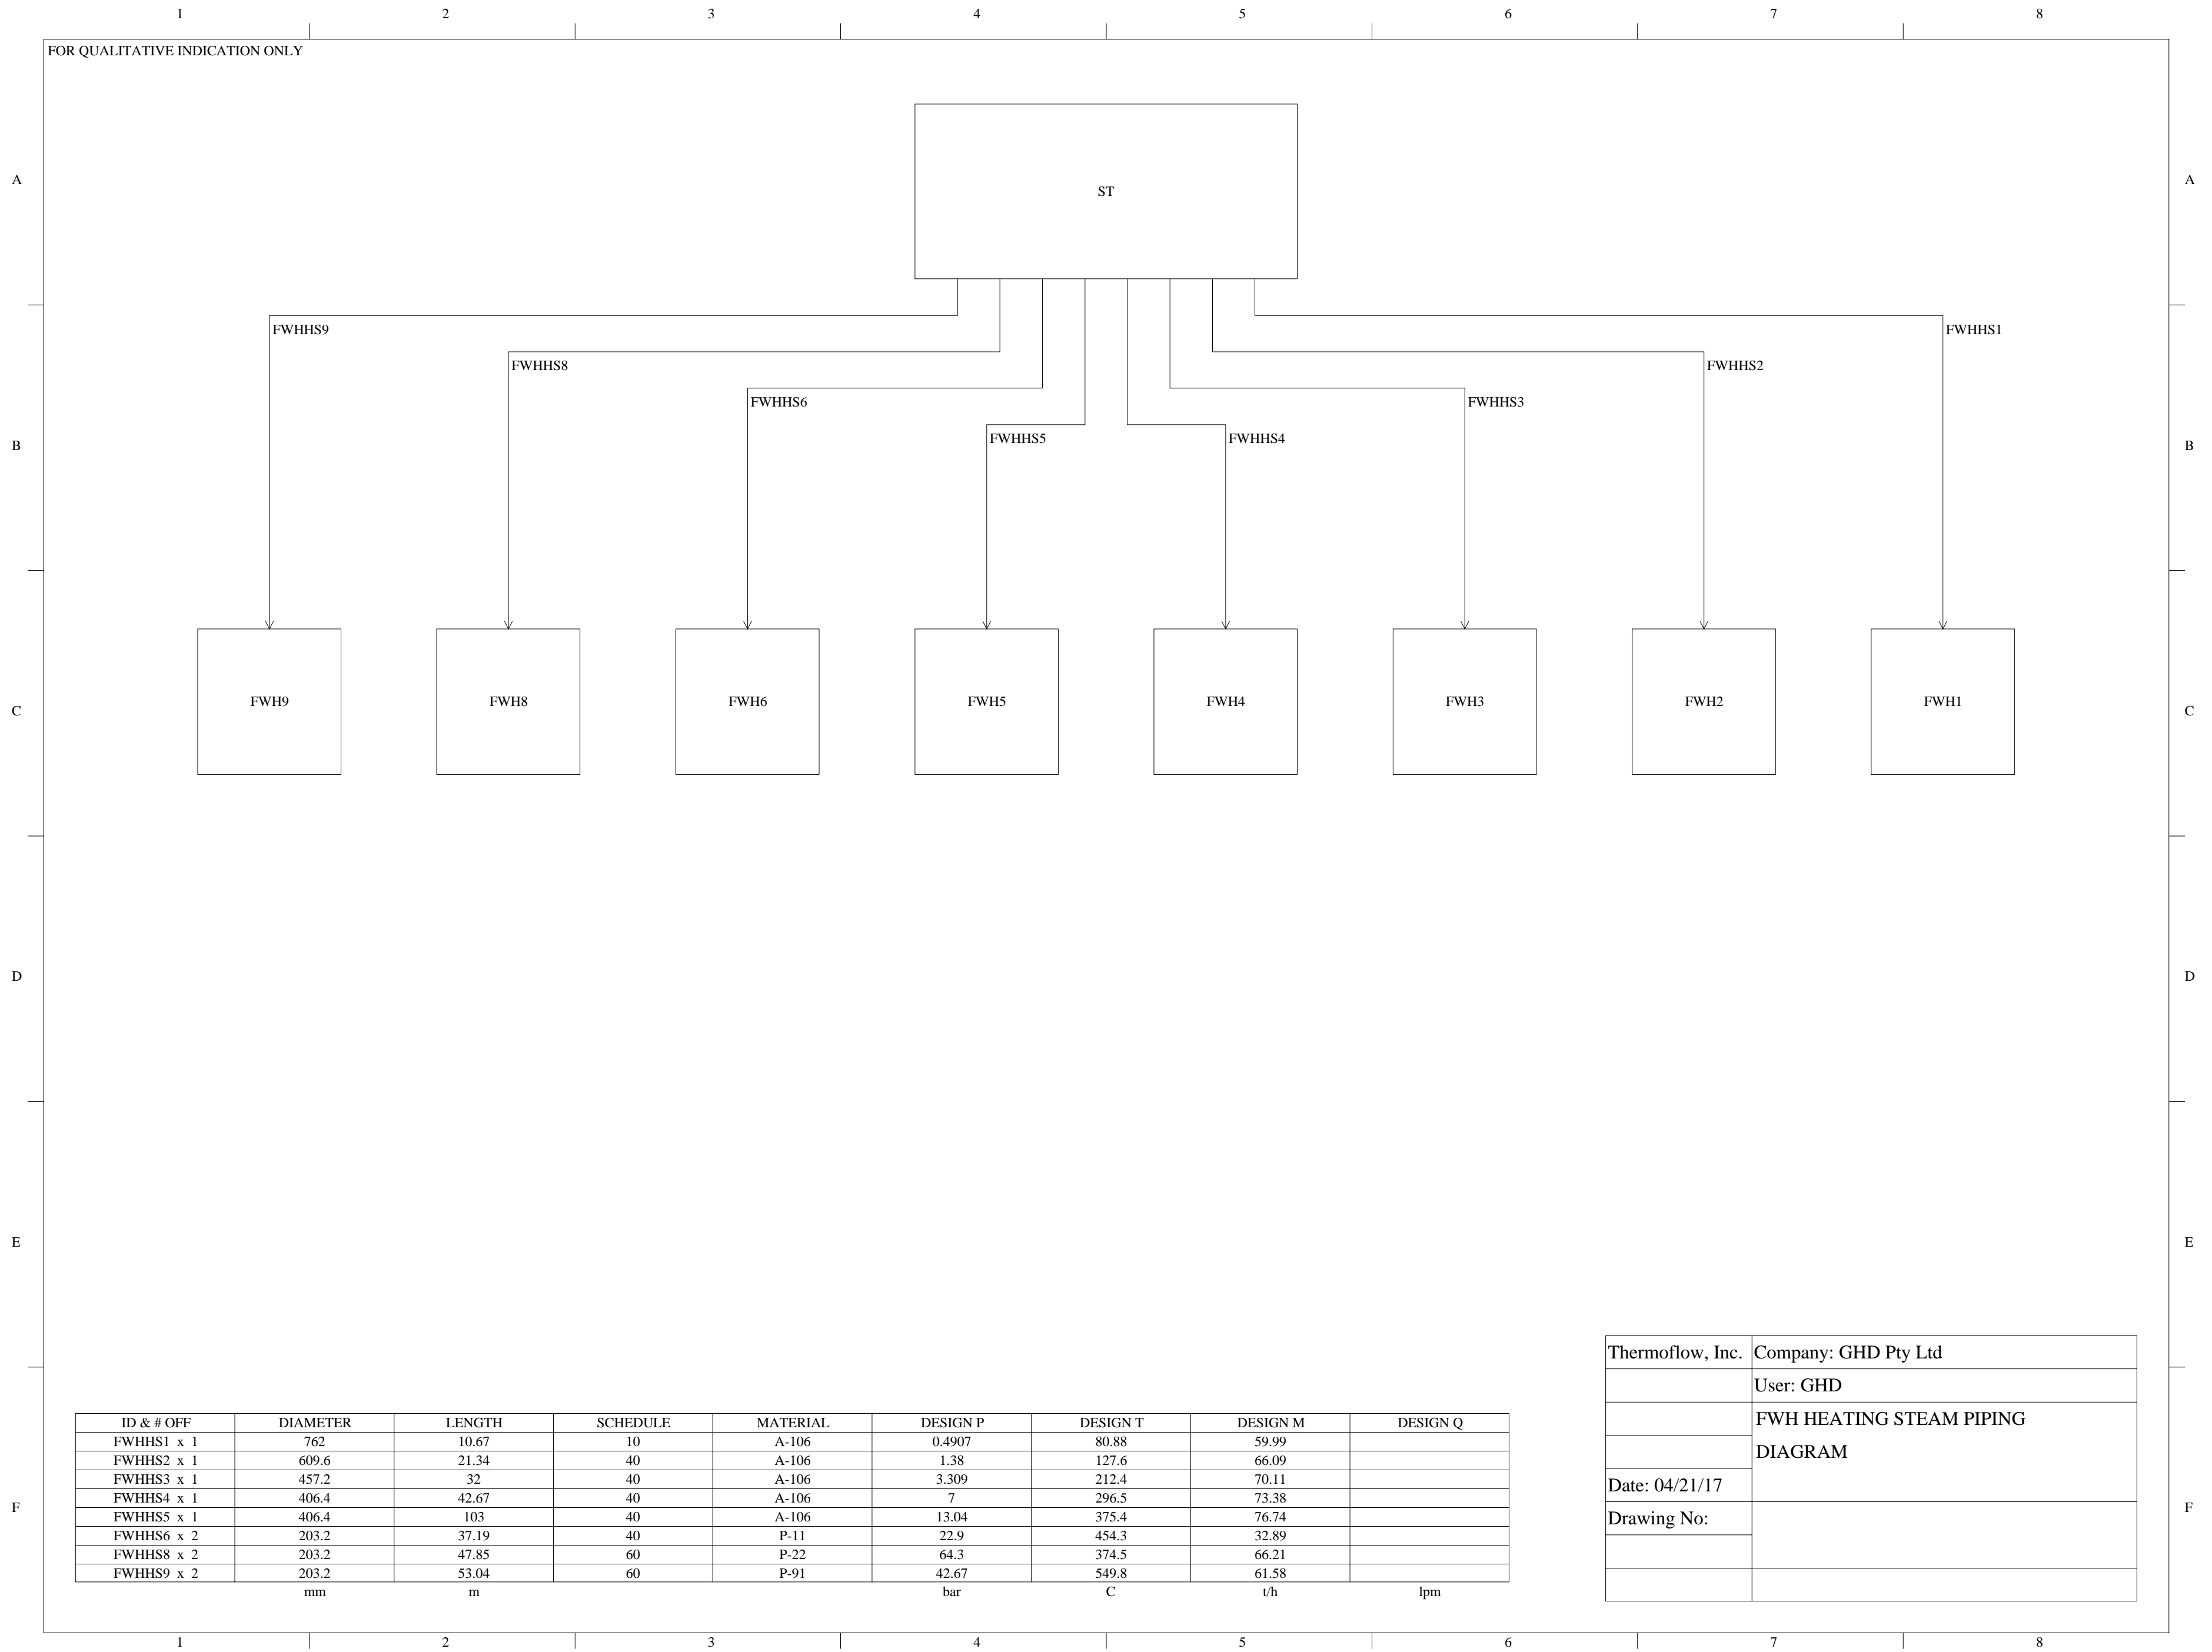 1 2 3 4 5 6 7 8
FOR QUALITATIVE INDICATION ONLY
A ST A
FWHHS9 FWHHS1
FWHHS8 FWHHS2
FWHHS6 FWHHS3
FWHHS5 FWHHS4
B B
FWH9 FWH8 FWH6 FWH5 FWH4 FWH3 FWH2 FWH1
C C
D D
E E
Thermoflow, Inc. Company: GHD Pty Ltd
User: GHD
FWH HEATING STEAM PIPING
DIAGRAM
Date: 04/21/17
Drawing No:
F F
ID & # OFF DIAMETER LENGTH SCHEDULE MATERIAL DESIGN P DESIGN T DESIGN M DESIGN Q
FWHHS1 x 1 762 10.67 10 A-106 0.4907 80.88 59.99
FWHHS2 x 1 609.6 21.34 40 A-106 1.38 127.6 66.09
FWHHS3 x 1 457.2 32 40 A-106 3.309 212.4 70.11
FWHHS4 x 1 406.4 42.67 40 A-106 7 296.5 73.38
FWHHS5 x 1 406.4 103 40 A-106 13.04 375.4 76.74
FWHHS6 x 2 203.2 37.19 40 P-11 22.9 454.3 32.89
FWHHS8 x 2 203.2 47.85 60 P-22 64.3 374.5 66.21
FWHHS9 x 2 203.2 53.04 60 P-91 42.67 549.8 61.58
mm m bar C t/h lpm
1 2 3 4 5 6 7 8